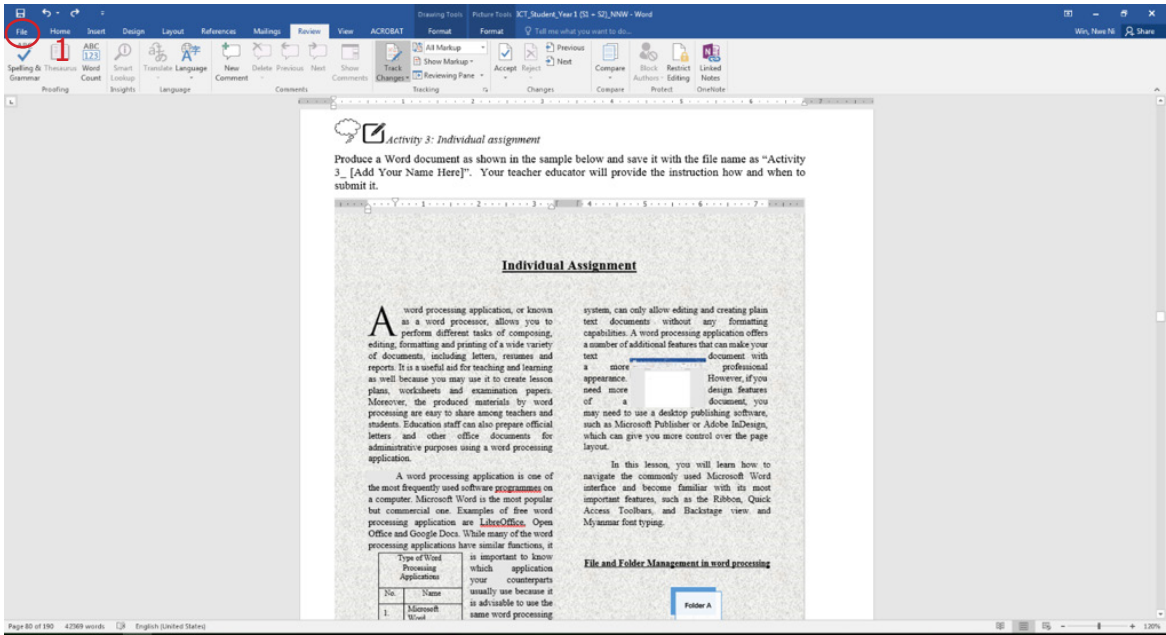 Drawing Tools Picture Tools ICT_Student_Year 1 (S1 + S2)_NNW - Word
File Home Insert Design Layout References Mailings Review View ACROBAT Format Format Tell me what you want to do... Win, Nwe Ni Share
1
Spelling & Grammar
Thesaurus
Word Count
Smart Lookup
Translate
Language
New Comment
Delete
Previous
Next
Show Comments
Track Changes
All Markup
Show Markup
Reviewing Pane
Accept
Reject
Previous
Next
Compare
Block Authors
Restrict Editing
Linked Notes
Proofing Insights Language Comments Tracking Changes Compare Protect OneNote
Activity 3: Individual assignment
Produce a Word document as shown in the sample below and save it with the file name as “Activity
3_ [Add Your Name Here]”. Your teacher educator will provide the instruction how and when to
submit it.
Individual Assignment
A word processing application, or known
as a word processor, allows you to
perform different tasks of composing,
editing, formatting and printing of a wide variety
of documents, including letters, resumes and
reports. It is a useful aid for teaching and learning
as well because you may use it to create lesson
plans, worksheets and examination papers.
Moreover, the produced materials by word
processing are easy to share among teachers and
students. Education staff can also prepare official
letters and other office documents for
administrative purposes using a word processing
application.
A word processing application is one of
the most frequently used software programmes on
a computer. Microsoft Word is the most popular
but commercial one. Examples of free word
processing application are LibreOffice, Open
Office and Google Docs. While many of the word
processing applications have similar functions, it
is important to know
which application
your counterparts
usually use because it
is advisable to use the
same word processing
Type of Word
Processing
Applications
No. Name
1. Microsoft
Word
system, can only allow editing and creating plain
text documents without any formatting
capabilities. A word processing application offers
a number of additional features that can make your
text document with
a more professional
appearance. However, if you
need more design features
of a document, you
may need to use a desktop publishing software,
such as Microsoft Publisher or Adobe InDesign,
which can give you more control over the page
layout.
In this lesson, you will learn how to
navigate the commonly used Microsoft Word
interface and become familiar with its most
important features, such as the Ribbon, Quick
Access Toolbars, and Backstage view and
Myanmar font typing.
File and Folder Management in word processing
Folder A
Page 80 of 190 42369 words English (United States) 120%